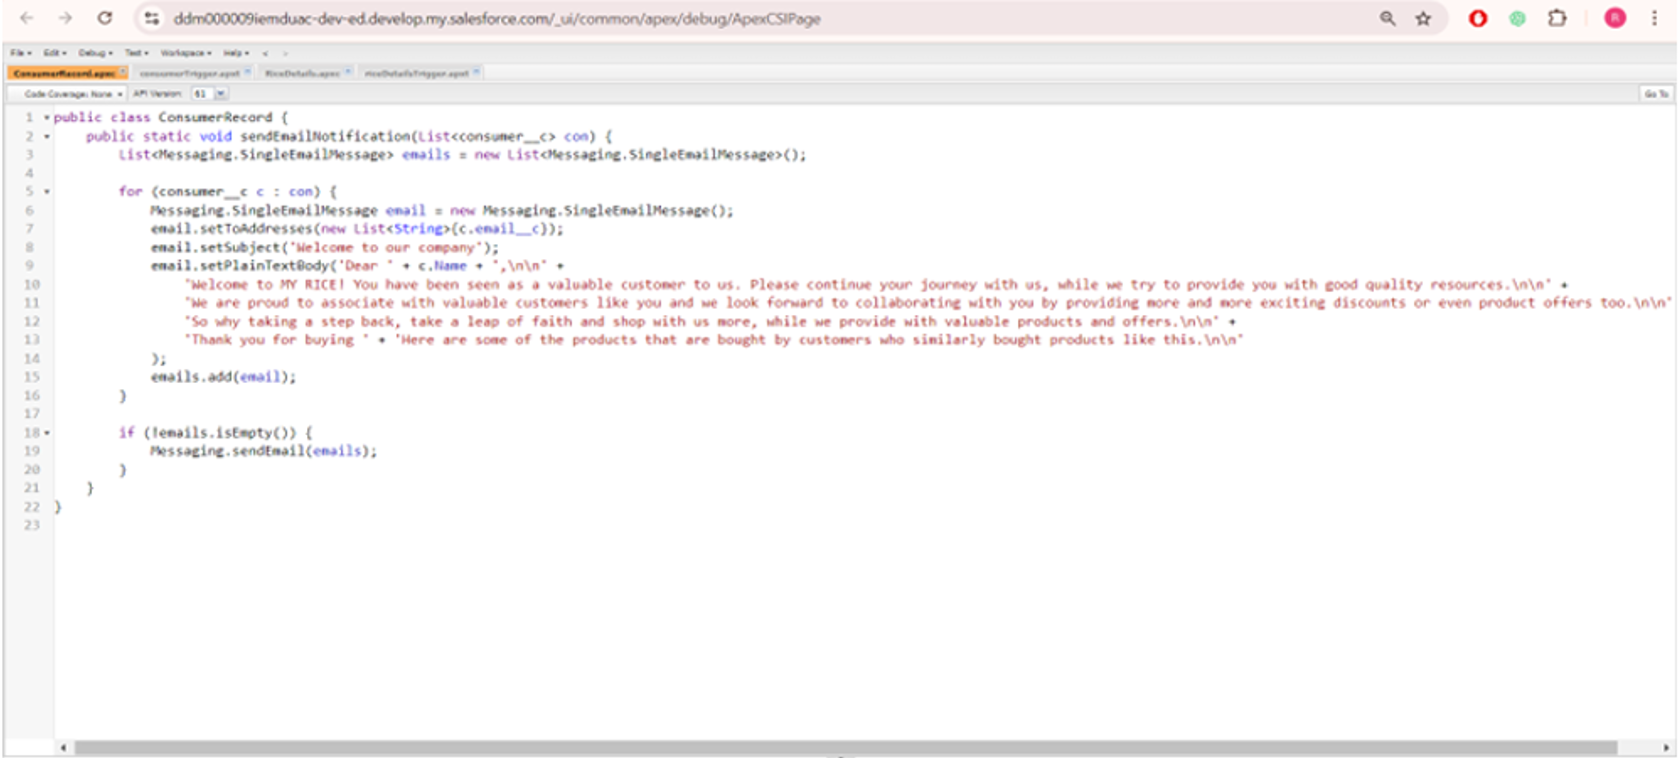 ddm000009iemduac-dev-ed.develop.my.salesforce.com/_ui/common/apex/debug/ApexCSIPage
File Edit Debug Test Workspace Help < >
ConsumerRecord.apxc consumerTrigger.apxt RiceDetails.apxc riceDetailsTrigger.apxt
Code Coverage: None API Version: 61 Go To
1 public class ConsumerRecord {
2 public static void sendEmailNotification(List<consumer__c> con) {
3 List<Messaging.SingleEmailMessage> emails = new List<Messaging.SingleEmailMessage>();
4
5 for (consumer__c c : con) {
6 Messaging.SingleEmailMessage email = new Messaging.SingleEmailMessage();
7 email.setToAddresses(new List<String>{c.email__c});
8 email.setSubject('Welcome to our company');
9 email.setPlainTextBody('Dear ' + c.Name + ',\n\n' +
10 'Welcome to MY RICE! You have been seen as a valuable customer to us. Please continue your journey with us, while we try to provide you with good quality resources.\n\n' +
11 'We are proud to associate with valuable customers like you and we look forward to collaborating with you by providing more and more exciting discounts or even product offers too.\n\n'
12 'So why taking a step back, take a leap of faith and shop with us more, while we provide with valuable products and offers.\n\n' +
13 'Thank you for buying ' + 'Here are some of the products that are bought by customers who similarly bought products like this.\n\n'
14 );
15 emails.add(email);
16 }
17
18 if (!emails.isEmpty()) {
19 Messaging.sendEmail(emails);
20 }
21 }
22 }
23